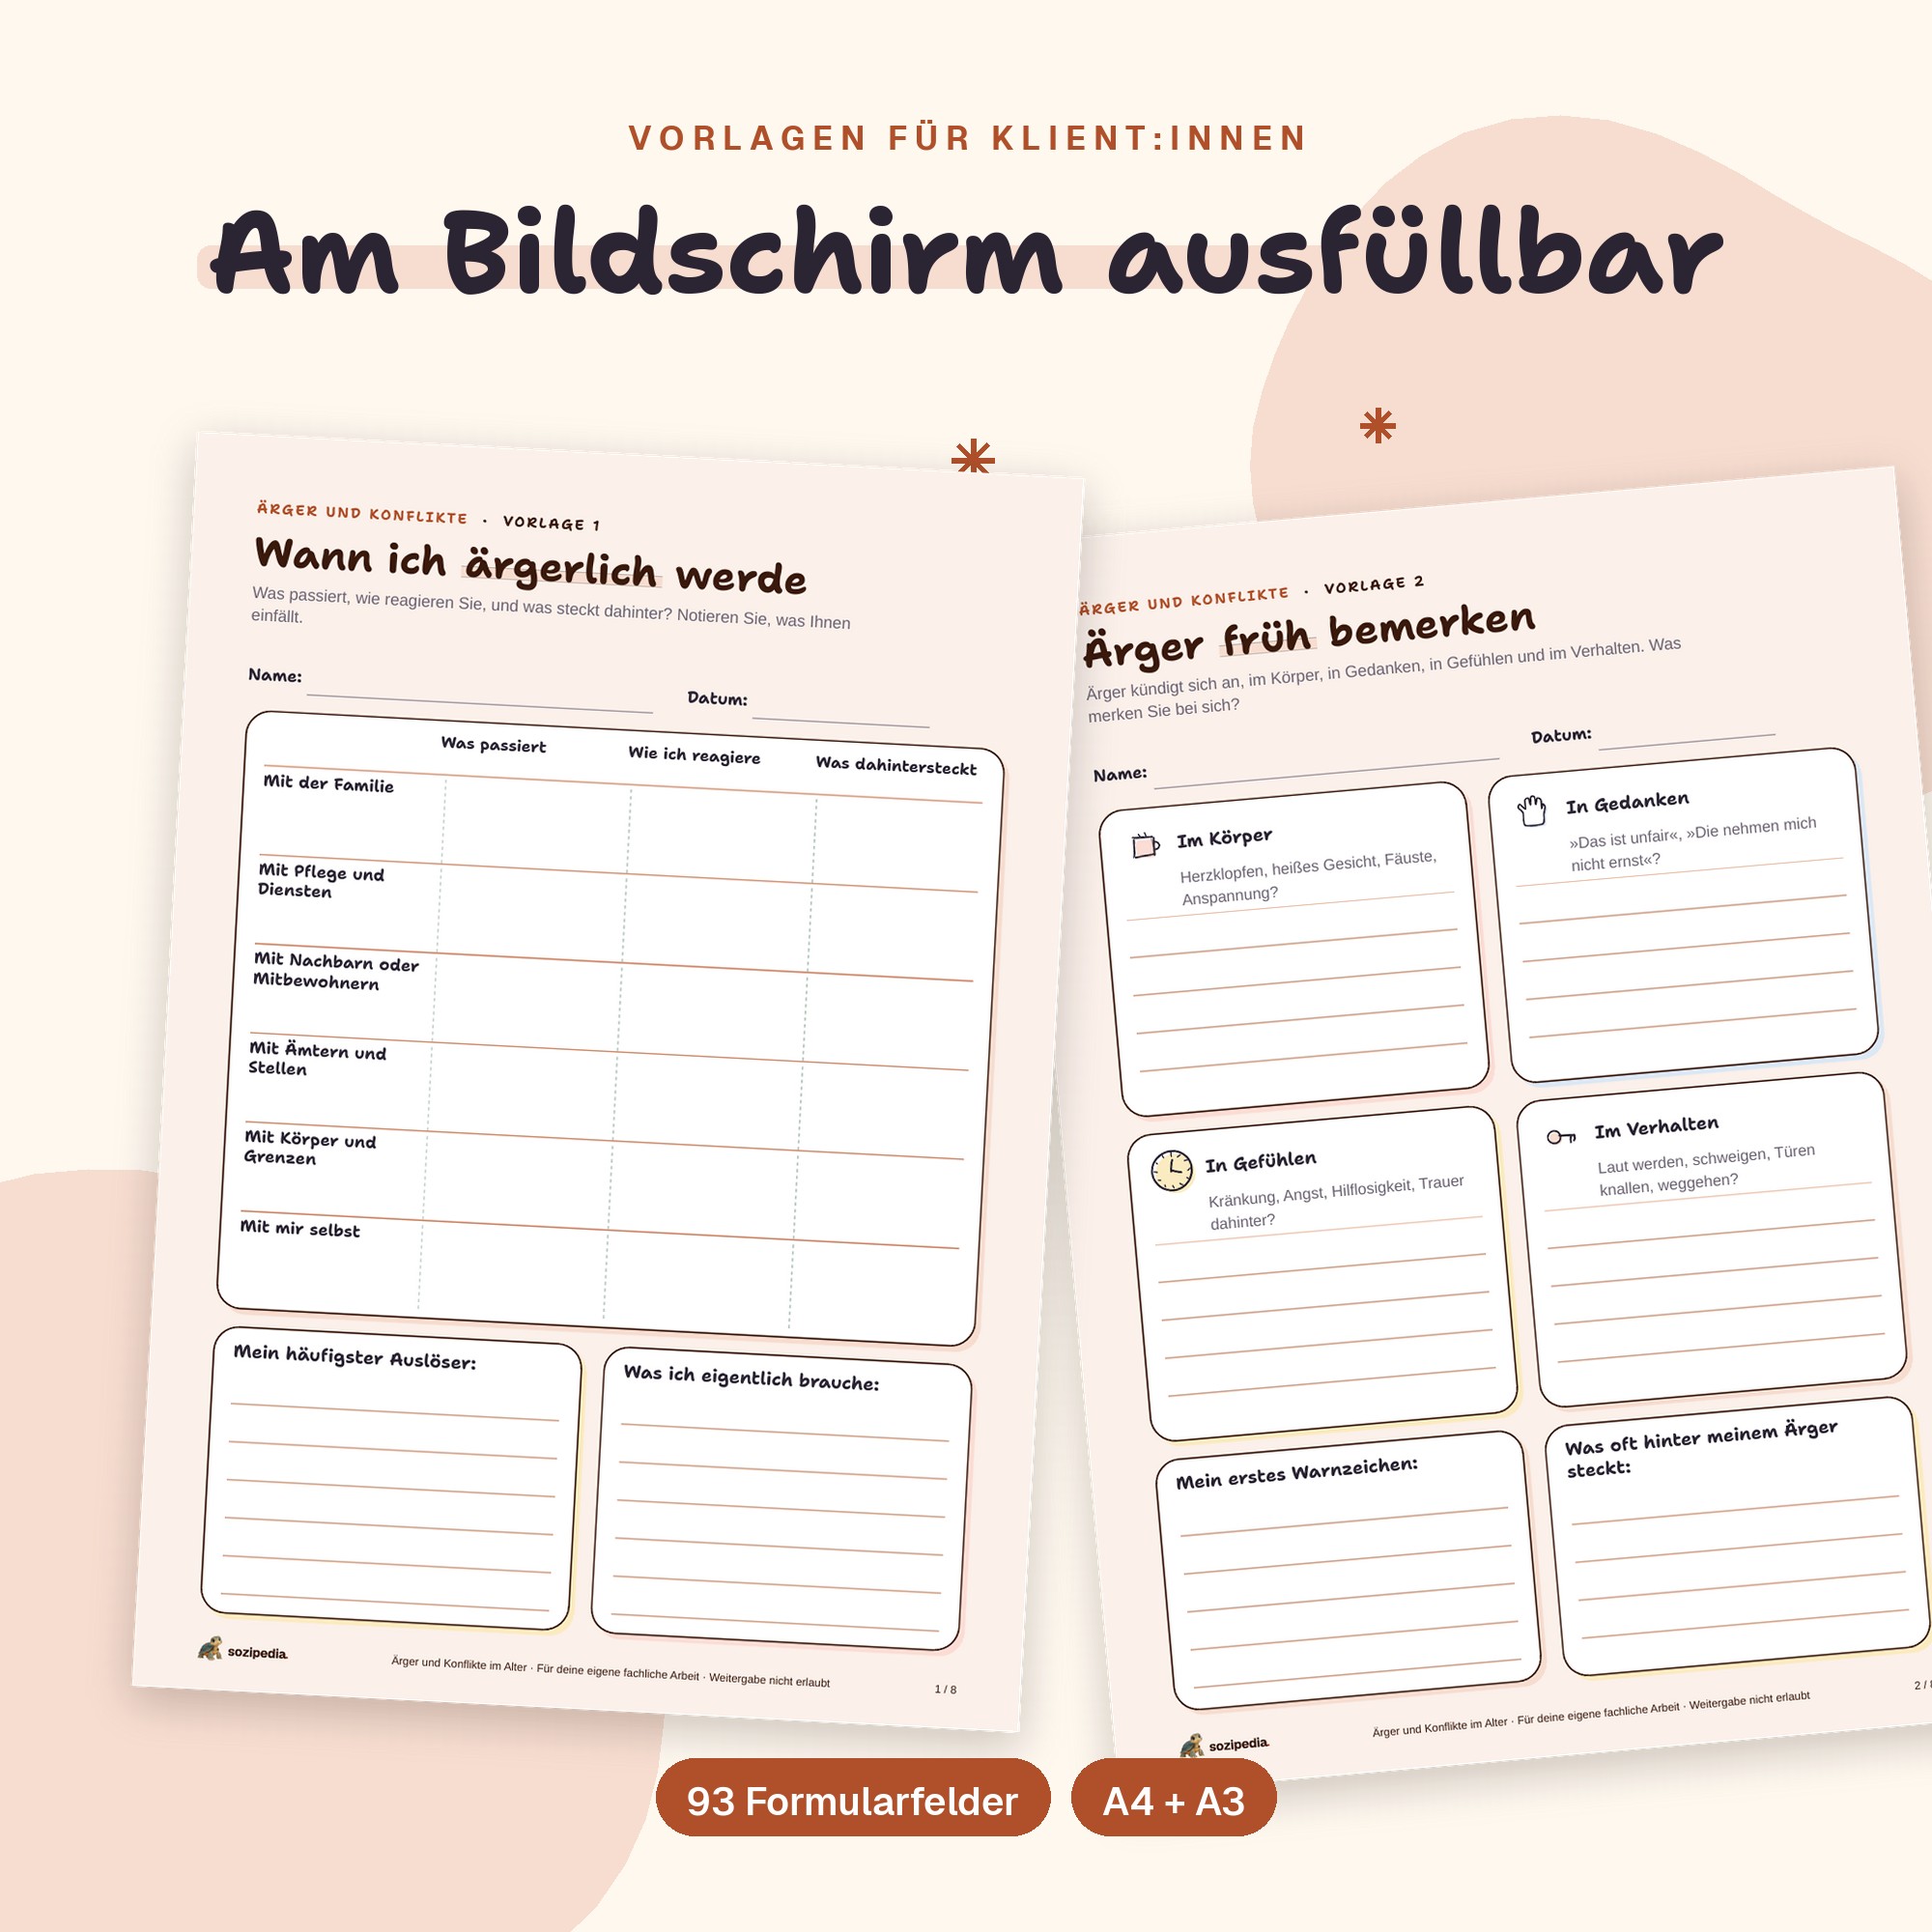 VORLAGEN FÜR KLIENT:INNEN
Am Bildschirm ausfüllbar
ÄRGER UND KONFLIKTE · VORLAGE 1
Wann ich ärgerlich werde
Was passiert, wie reagieren Sie, und was steckt dahinter? Notieren Sie, was Ihnen
einfällt.
Name:
Datum:
Was passiert
Wie ich reagiere
Was dahintersteckt
Mit der Familie
Mit Pflege und
Diensten
Mit Nachbarn oder
Mitbewohnern
Mit Ämtern und
Stellen
Mit Körper und
Grenzen
Mit mir selbst
Mein häufigster Auslöser:
Was ich eigentlich brauche:
sozipedia.
Ärger und Konflikte im Alter · Für deine eigene fachliche Arbeit · Weitergabe nicht erlaubt
1 / 8
ÄRGER UND KONFLIKTE · VORLAGE 2
Ärger früh bemerken
Ärger kündigt sich an, im Körper, in Gedanken, in Gefühlen und im Verhalten. Was
merken Sie bei sich?
Name:
Datum:
Im Körper
Herzklopfen, heißes Gesicht, Fäuste,
Anspannung?
In Gedanken
»Das ist unfair«, »Die nehmen mich
nicht ernst«?
In Gefühlen
Kränkung, Angst, Hilflosigkeit, Trauer
dahinter?
Im Verhalten
Laut werden, schweigen, Türen
knallen, weggehen?
Mein erstes Warnzeichen:
Was oft hinter meinem Ärger
steckt:
sozipedia.
Ärger und Konflikte im Alter · Für deine eigene fachliche Arbeit · Weitergabe nicht erlaubt
2 / 8
93 Formularfelder
A4 + A3